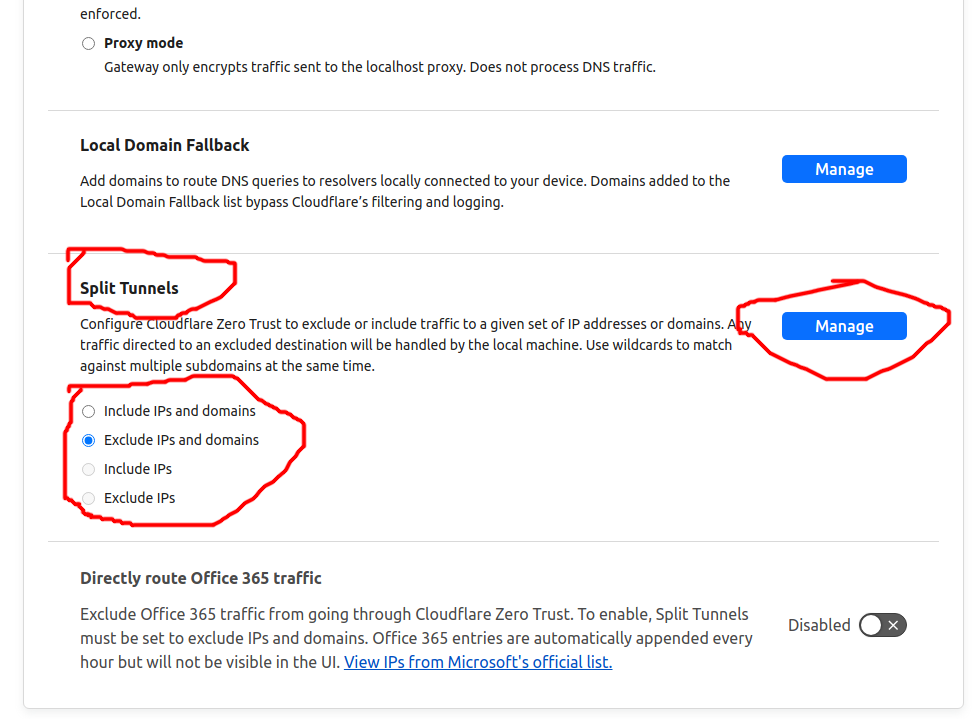 enforced.
Proxy mode
Gateway only encrypts traffic sent to the localhost proxy. Does not process DNS traffic.
Local Domain Fallback
Add domains to route DNS queries to resolvers locally connected to your device. Domains added to the
Local Domain Fallback list bypass Cloudflare’s filtering and logging.
Manage
Split Tunnels
Configure Cloudflare Zero Trust to exclude or include traffic to a given set of IP addresses or domains. Any
traffic directed to an excluded destination will be handled by the local machine. Use wildcards to match
against multiple subdomains at the same time.
Manage
Include IPs and domains
Exclude IPs and domains
Include IPs
Exclude IPs
Directly route Office 365 traffic
Exclude Office 365 traffic from going through Cloudflare Zero Trust. To enable, Split Tunnels
must be set to exclude IPs and domains. Office 365 entries are automatically appended every
hour but will not be visible in the UI. View IPs from Microsoft's official list.
Disabled